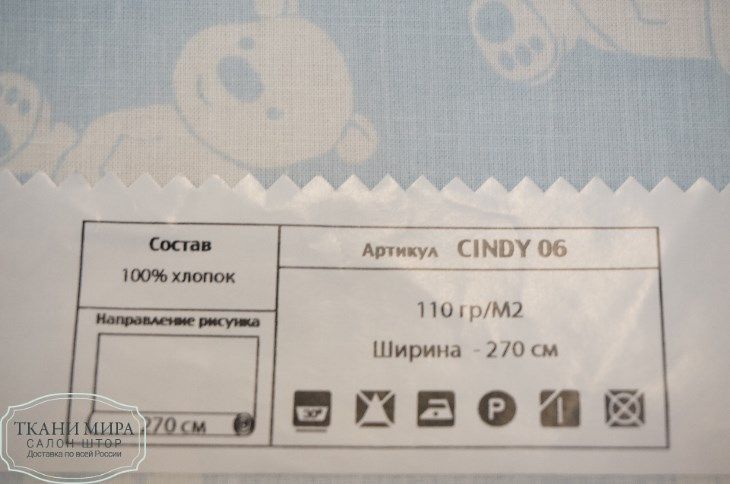 Состав
100% хлопок
Направление рисунка
270 см
Артикул CINDY 06
110 гр/М2
Ширина - 270 см
30°
P
ТКАНИ МИРА
САЛОН ШТОР
Доставка по всей России